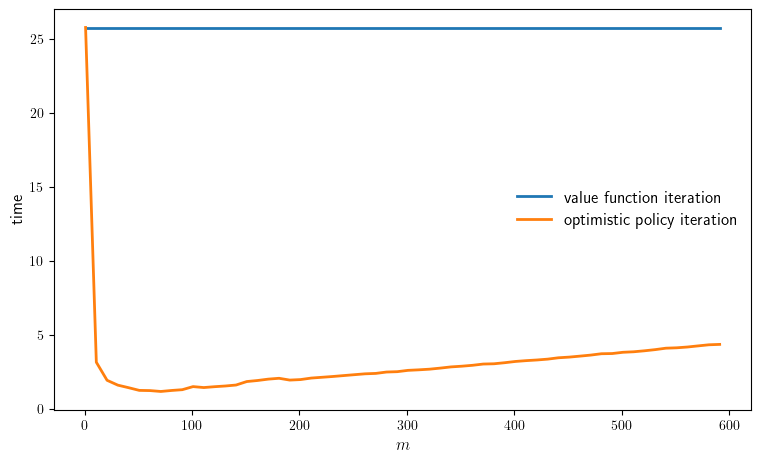 25
20
15
10
5
0
time
value function iteration
optimistic policy iteration
0 100 200 300 400 500 600
m